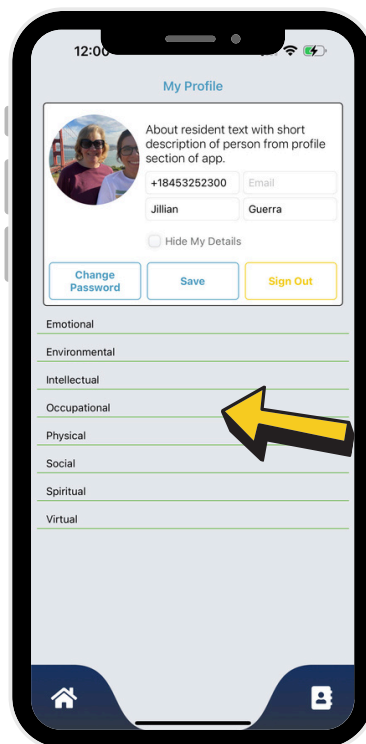 12:00
My Profile
About resident text with short
description of person from profile
section of app.
+18453252300 Email
Jillian Guerra
Hide My Details
Change
Password
Save
Sign Out
Emotional
Environmental
Intellectual
Occupational
Physical
Social
Spiritual
Virtual